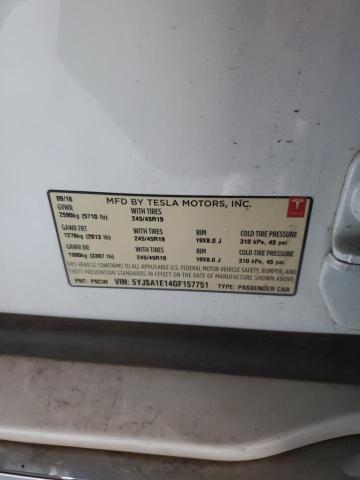 MFD BY TESLA MOTORS, INC.
09/16
GVWR WITH TIRES
2590kg (5710 lb) 245/45R19
GAWR FRT WITH TIRES RIM COLD TIRE PRESSURE
1276kg (2813 lb) 245/45R19 19X8.0 J 310 kPa, 45 psi
GAWR RR WITH TIRES RIM COLD TIRE PRESSURE
1500kg (3307 lb) 245/45R19 19X8.0 J 310 kPa, 45 psi
THIS VEHICLE CONFORMS TO ALL APPLICABLE U.S. FEDERAL MOTOR VEHICLE SAFETY, BUMPER, AND
THEFT PREVENTION STANDARDS IN EFFECT ON THE DATE OF MANUFACTURE SHOWN ABOVE.
PNT: PBCW VIN: 5YJSA1E14GF157751 TYPE: PASSENGER CAR